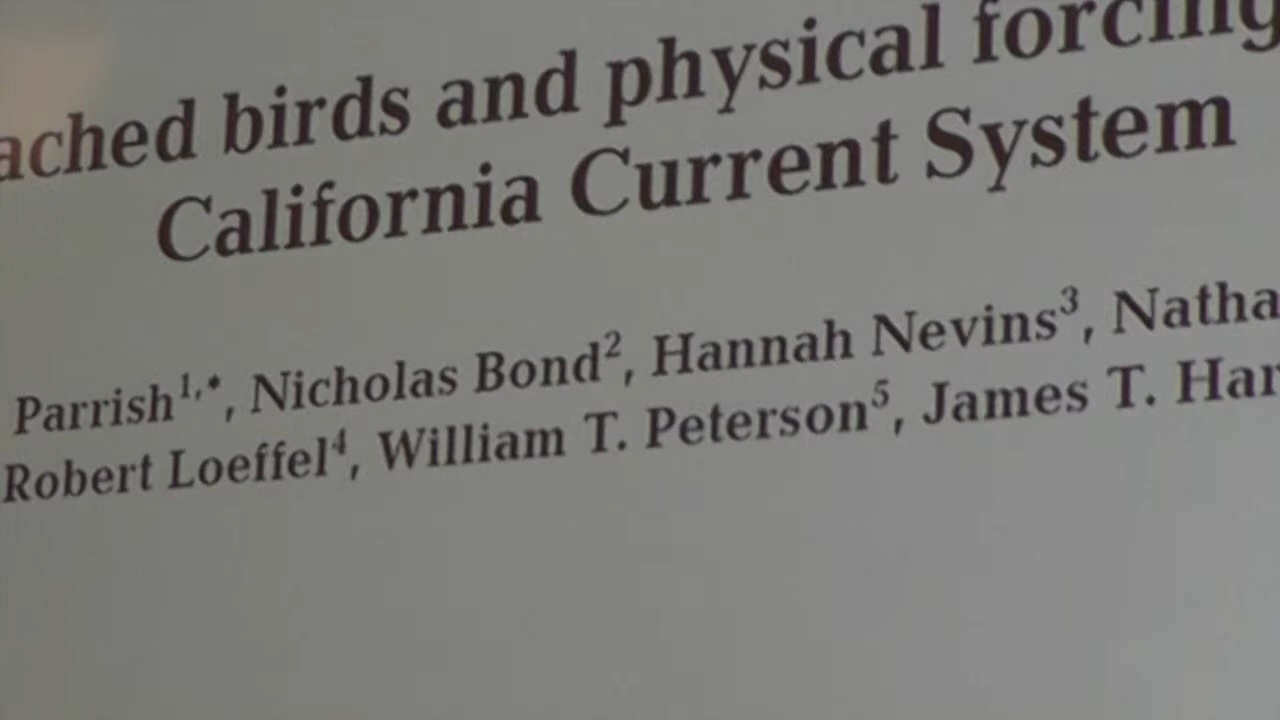 ached birds and physical forcing
California Current System
Parrish1,*, Nicholas Bond2, Hannah Nevins3, Natha
Robert Loeffel4, William T. Peterson5, James T. Har